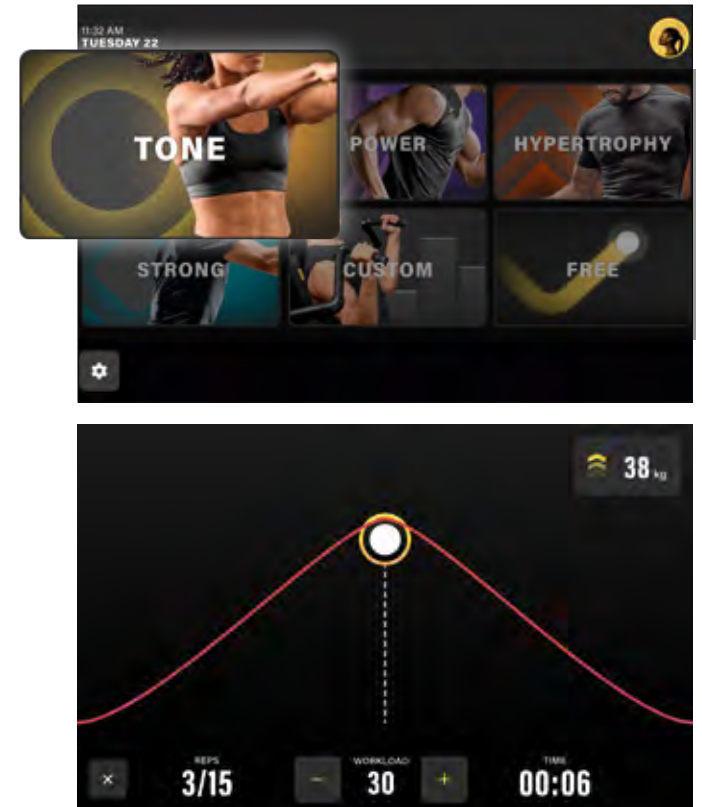 11:32 AM
TUESDAY 22
TONE
POWER
HYPERTROPHY
STRONG
CUSTOM
FREE
38 kg
REPS
3/15
WORKLOAD
30
TIME
00:06